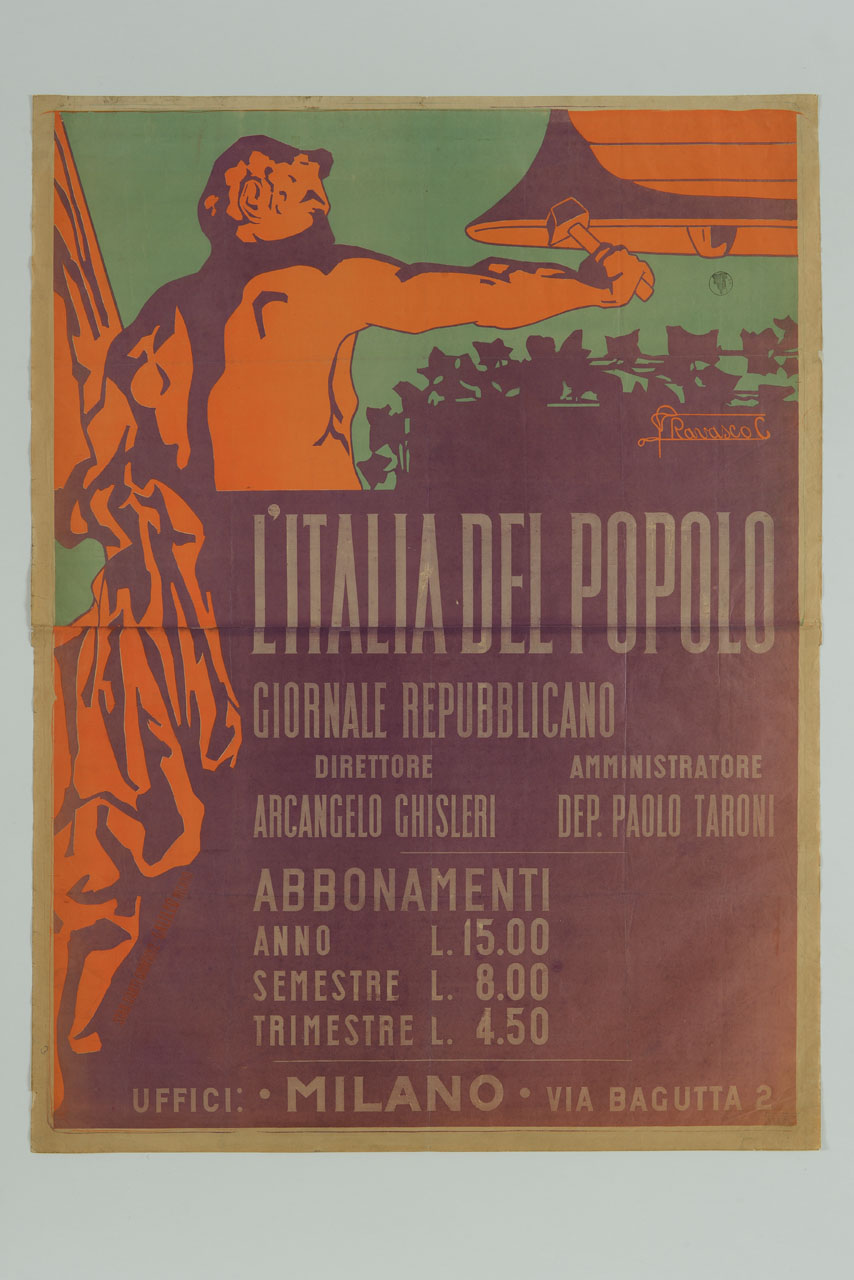 Ravasco C
L'ITALIA DEL POPOLO
GIORNALE REPUBBLICANO
DIRETTORE AMMINISTRATORE
ARCANGELO GHISLERI DEP. PAOLO TARONI
ABBONAMENTI
ANNO L. 15.00
SEMESTRE L. 8.00
TRIMESTRE L. 4.50
UFFICI: • MILANO • VIA BAGUTTA 2